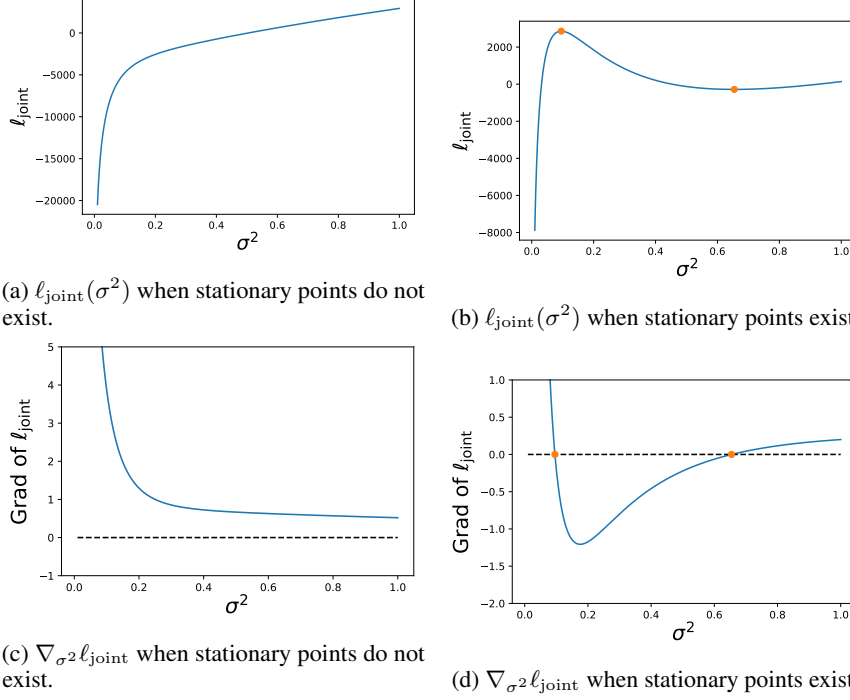 0
−5000
−10000
−15000
−20000
ℓjoint
0.0 0.2 0.4 0.6 0.8 1.0
σ²
(a) ℓjoint(σ²) when stationary points do not
exist.
2000
0
−2000
−4000
−6000
−8000
ℓjoint
0.0 0.2 0.4 0.6 0.8 1.0
σ²
(b) ℓjoint(σ²) when stationary points exist
5
4
3
2
1
0
−1
Grad of ℓjoint
0.0 0.2 0.4 0.6 0.8 1.0
σ²
(c) ∇σ²ℓjoint when stationary points do not
exist.
1.0
0.5
0.0
−0.5
−1.0
−1.5
−2.0
Grad of ℓjoint
0.0 0.2 0.4 0.6 0.8 1.0
σ²
(d) ∇σ²ℓjoint when stationary points exist